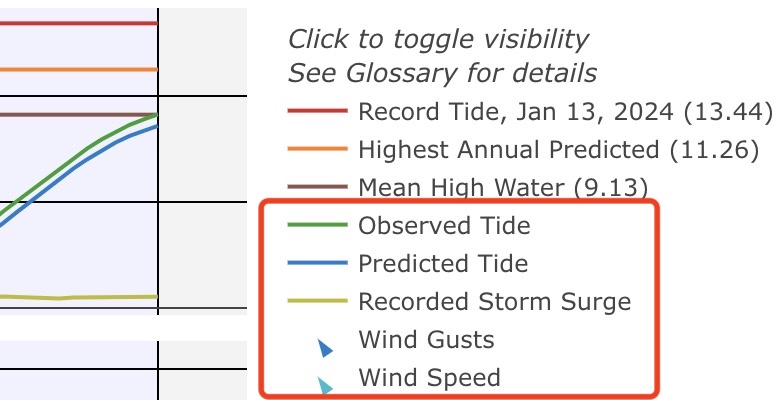 Click to toggle visibility
See Glossary for details
Record Tide, Jan 13, 2024 (13.44)
Highest Annual Predicted (11.26)
Mean High Water (9.13)
Observed Tide
Predicted Tide
Recorded Storm Surge
Wind Gusts
Wind Speed